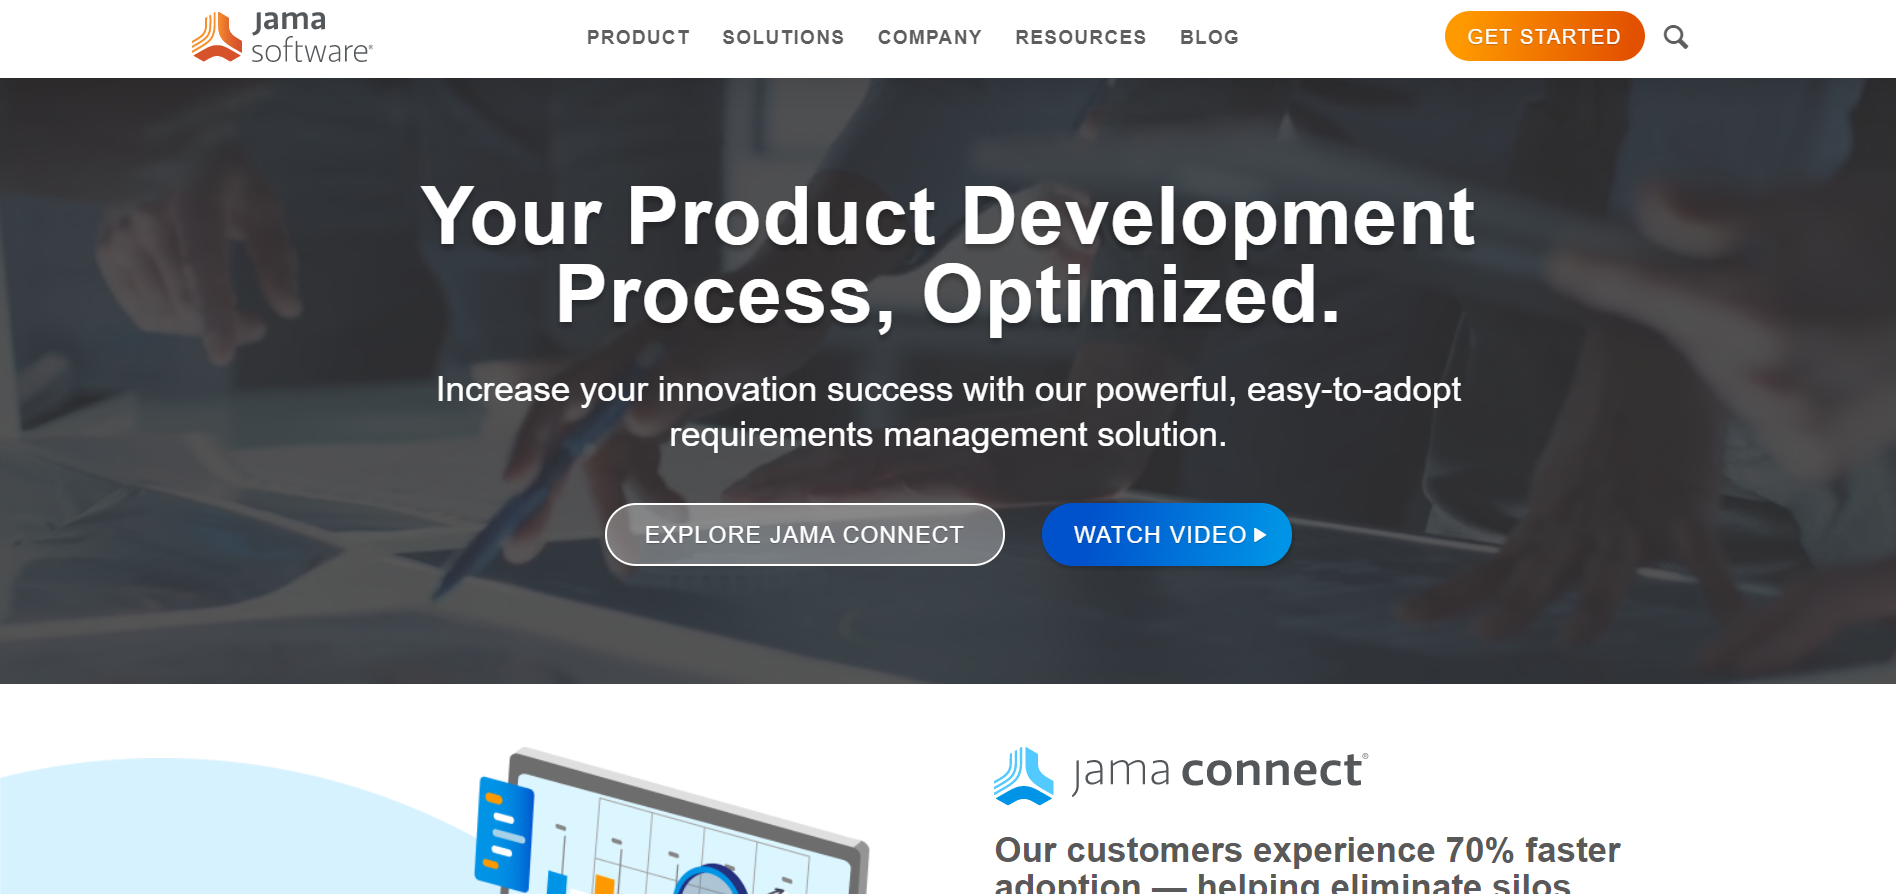 jama
software®
PRODUCT
SOLUTIONS
COMPANY
RESOURCES
BLOG
GET STARTED
Your Product Development
Process, Optimized.
Increase your innovation success with our powerful, easy-to-adopt
requirements management solution.
EXPLORE JAMA CONNECT
WATCH VIDEO
jama connect®
Our customers experience 70% faster
adoption — helping eliminate silos